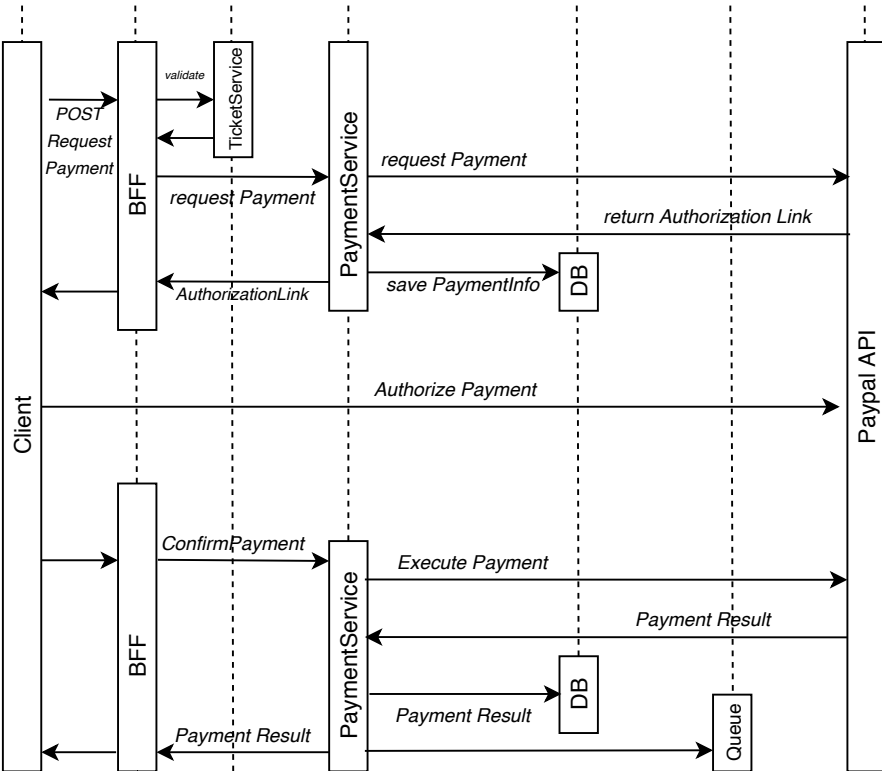 validate
TicketService
POST
Request
Payment
BFF
request Payment
PaymentService
request Payment
return Authorization Link
AuthorizationLink
save PaymentInfo
DB
Client
Authorize Payment
Paypal API
ConfirmPayment
Execute Payment
BFF
PaymentService
Payment Result
DB
Payment Result
Payment Result
Queue